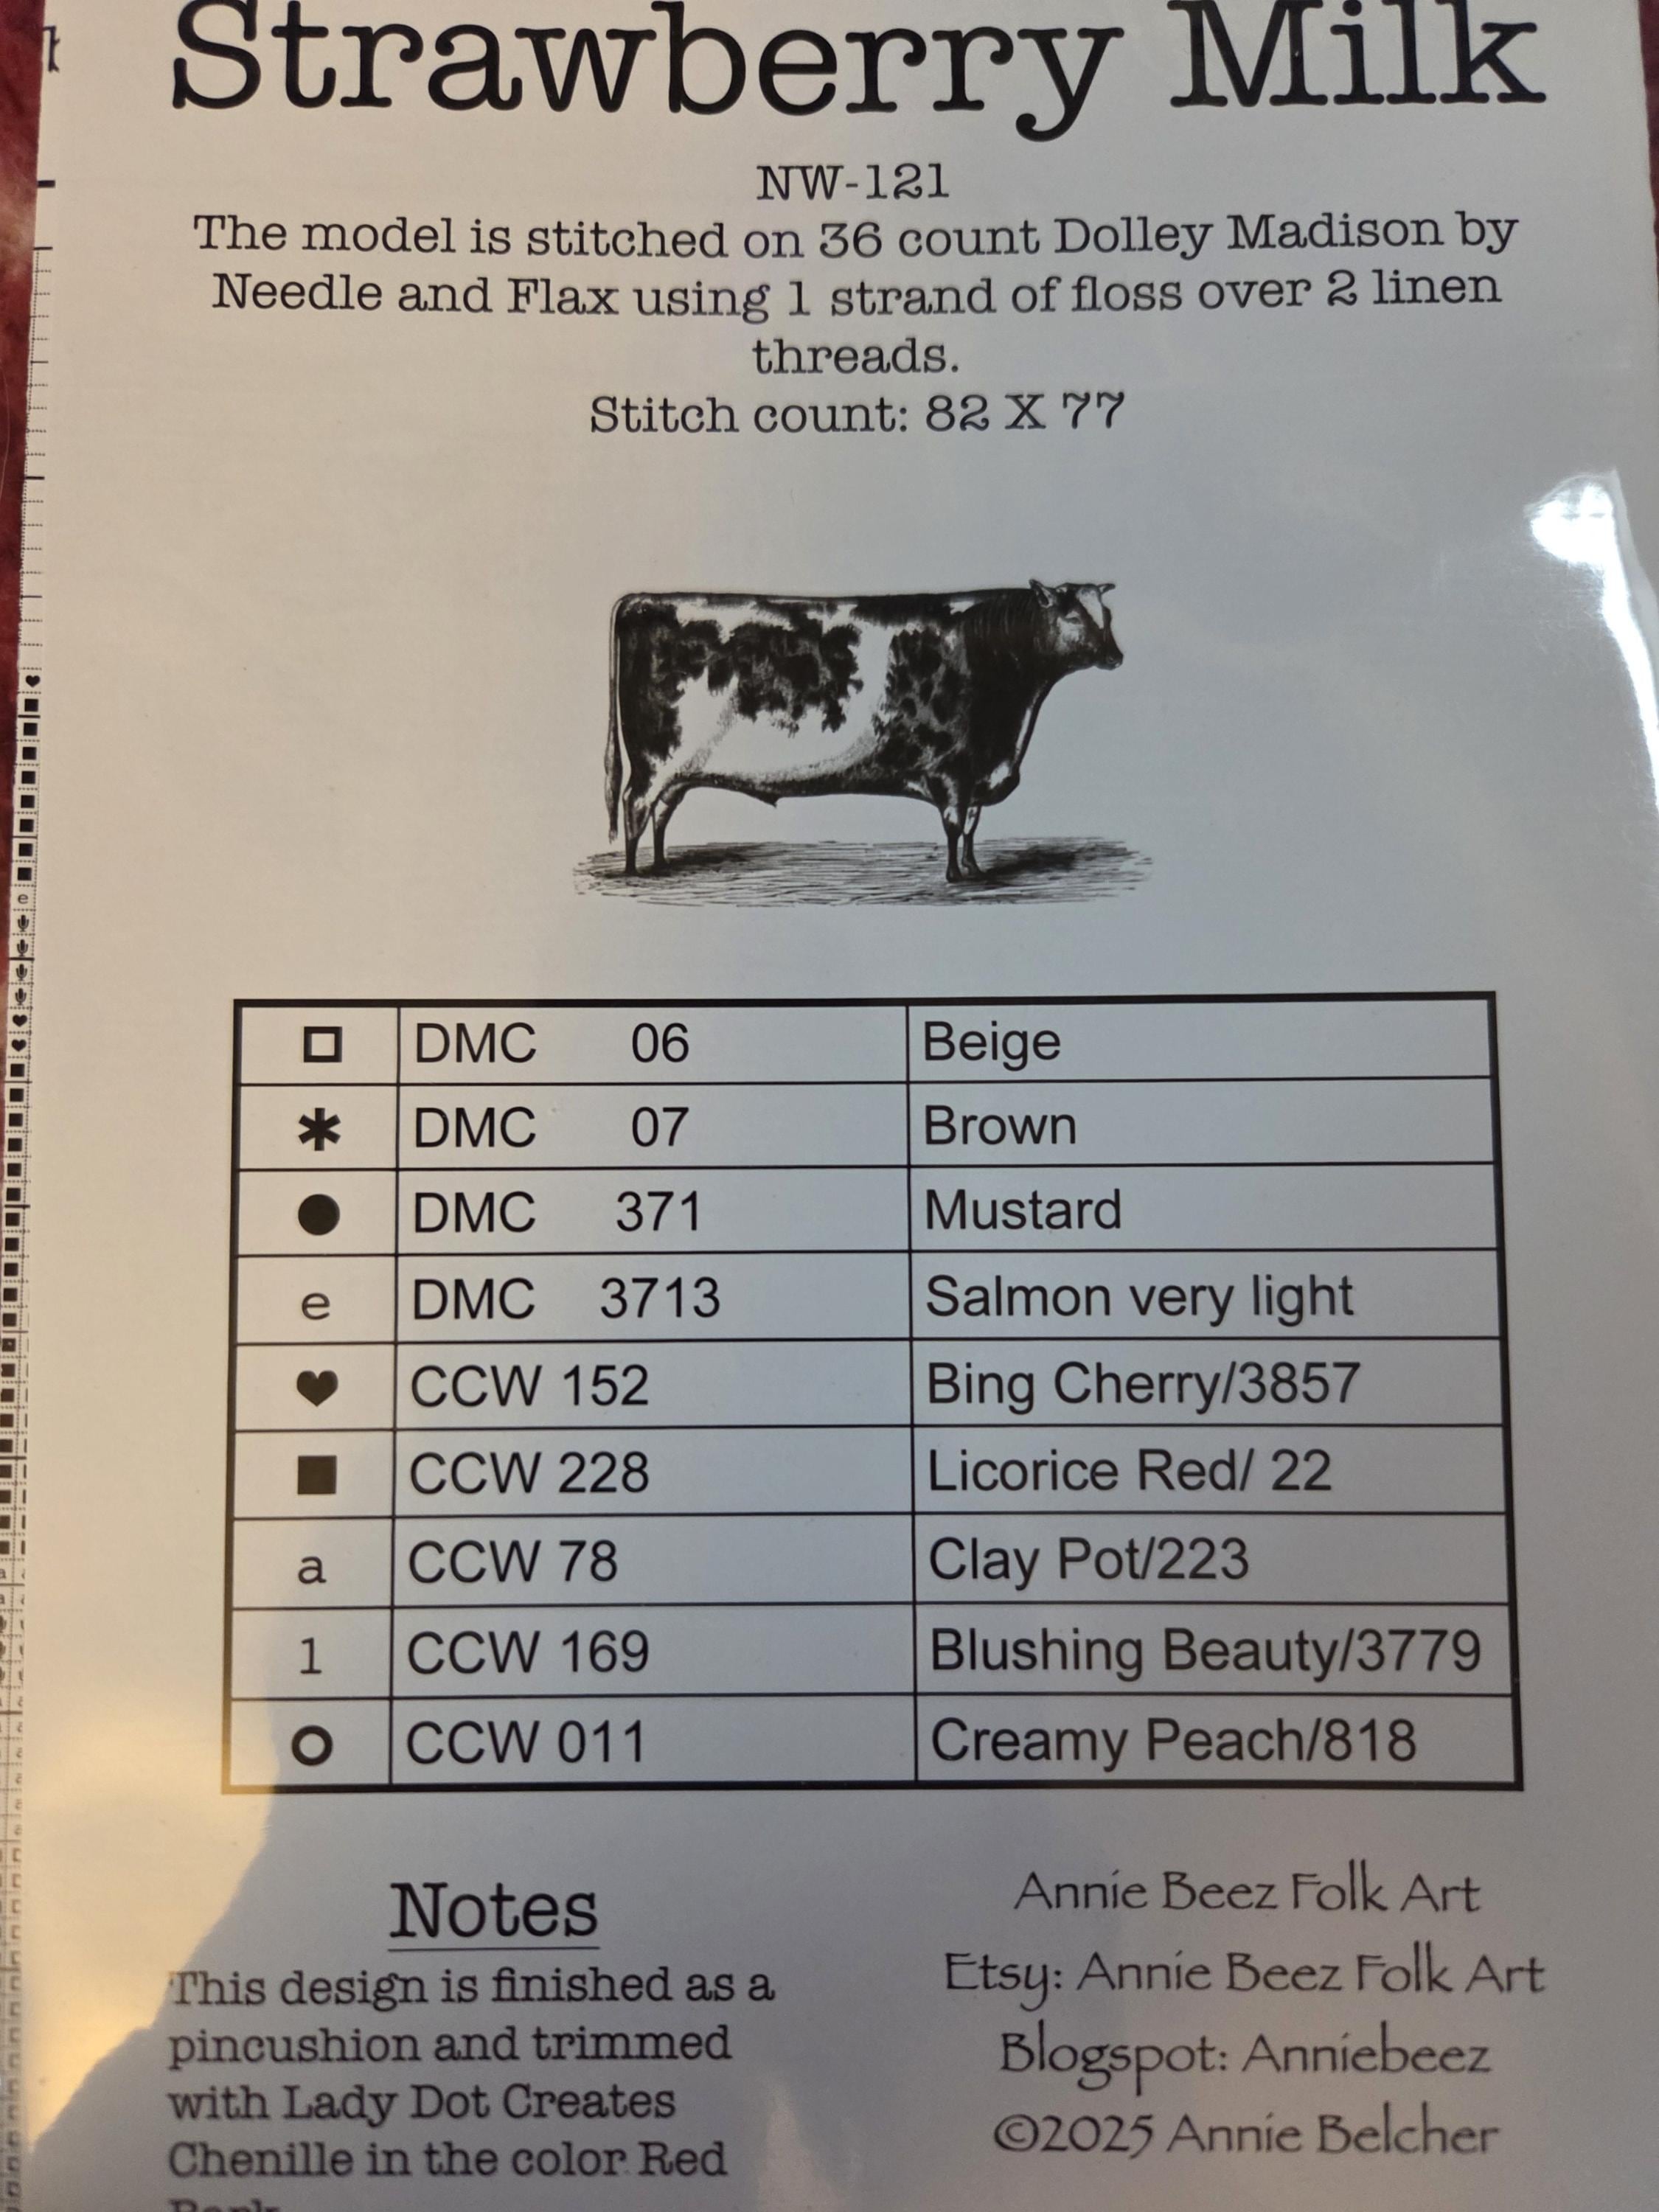 Strawberry Milk
NW-121
The model is stitched on 36 count Dolley Madison by
Needle and Flax using 1 strand of floss over 2 linen
threads.
Stitch count: 82 X 77
DMC 06 Beige
DMC 07 Brown
DMC 371 Mustard
e DMC 3713 Salmon very light
CCW 152 Bing Cherry/3857
CCW 228 Licorice Red/ 22
a CCW 78 Clay Pot/223
1 CCW 169 Blushing Beauty/3779
CCW 011 Creamy Peach/818
Notes
This design is finished as a
pincushion and trimmed
with Lady Dot Creates
Chenille in the color Red
Annie Beez Folk Art
Etsy: Annie Beez Folk Art
Blogspot: Anniebeez
©2025 Annie Belcher